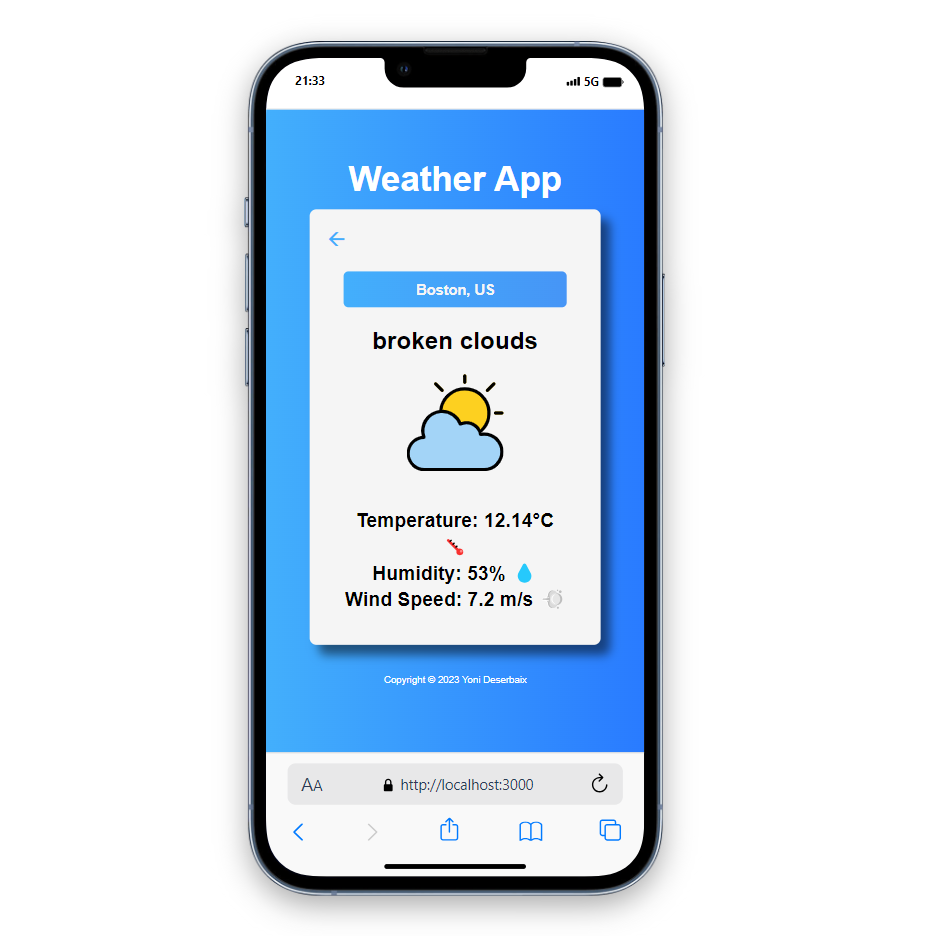 21:33
5G
Weather App
Boston, US
broken clouds
Temperature: 12.14°C
Humidity: 53%
Wind Speed: 7.2 m/s
Copyright © 2023 Yoni Deserbaix
AA
http://localhost:3000